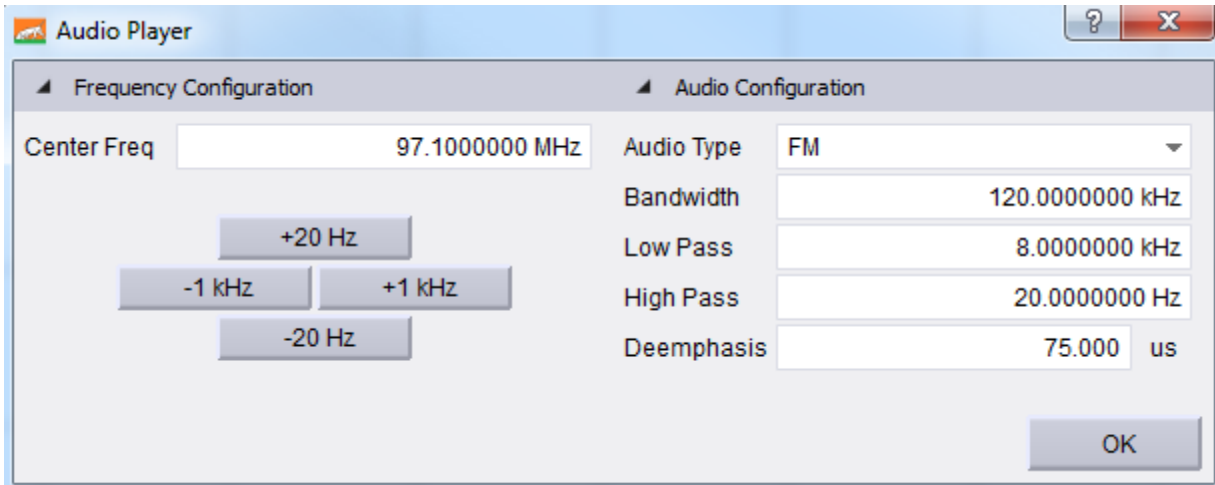 Audio Player
?
X
Frequency Configuration
Center Freq 97.1000000 MHz
+20 Hz
-1 kHz +1 kHz
-20 Hz
Audio Configuration
Audio Type FM
Bandwidth 120.0000000 kHz
Low Pass 8.0000000 kHz
High Pass 20.0000000 Hz
Deemphasis 75.000 us
OK